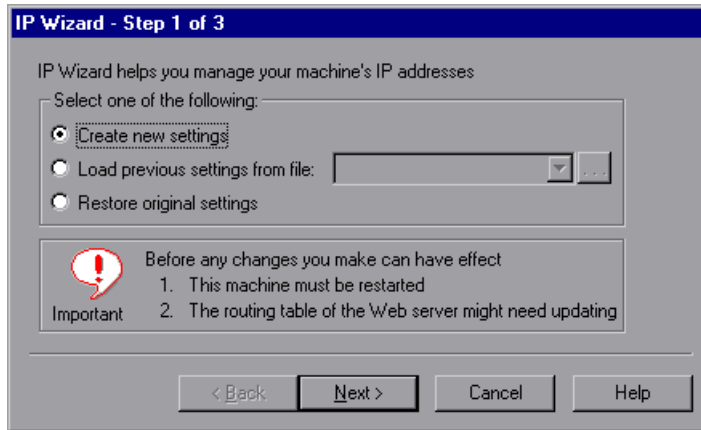 IP Wizard - Step 1 of 3
IP Wizard helps you manage your machine's IP addresses
Select one of the following:
Create new settings
Load previous settings from file:
...
Restore original settings
Before any changes you make can have effect
1. This machine must be restarted
Important
2. The routing table of the Web server might need updating
< Back Next > Cancel Help